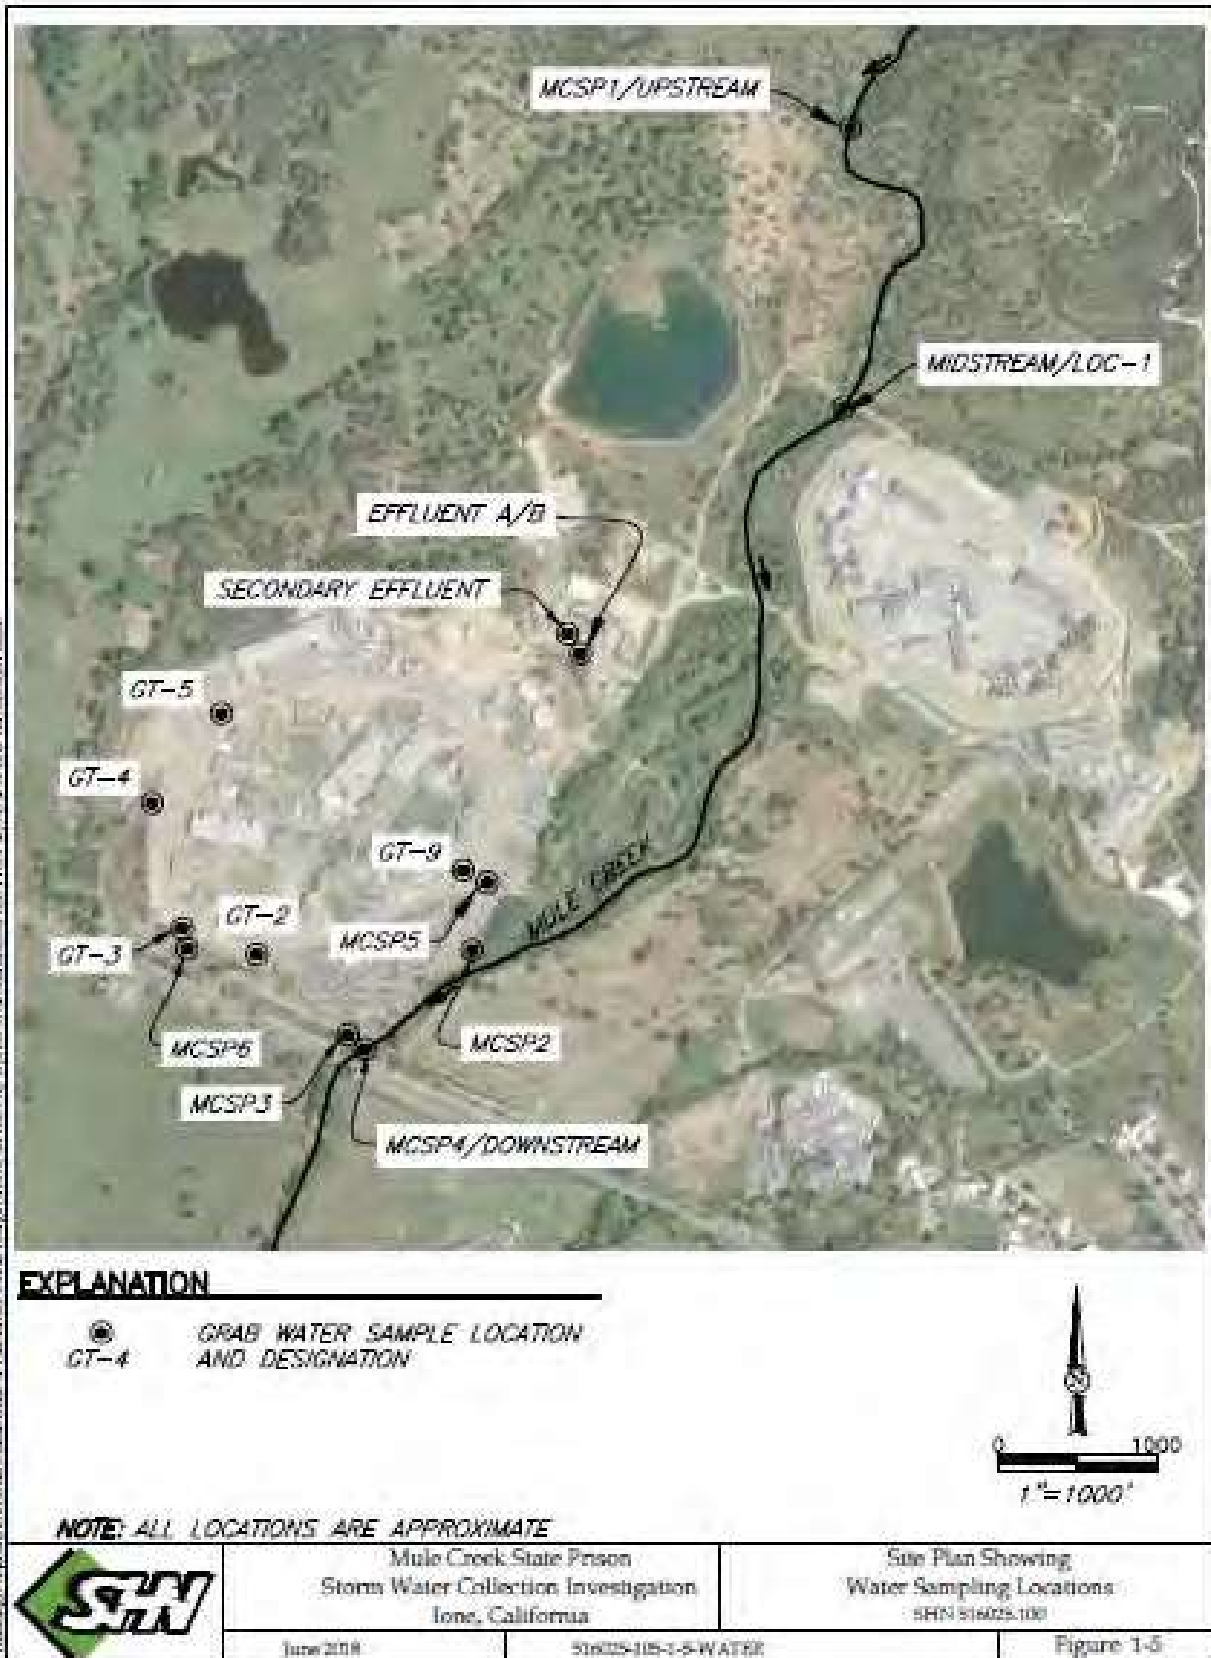 MCSP1/UPSTREAM
MIDSTREAM/LOC-1
EFFLUENT A/B
SECONDARY EFFLUENT
GT-5
GT-4
GT-9
GT-2
MCSP5
GT-3
MULE CREEK
MCSP6
MCSP2
MCSP3
MCSP4/DOWNSTREAM
EXPLANATION
GRAB WATER SAMPLE LOCATION
GT-4 AND DESIGNATION
0 1000
1"=1000'
NOTE: ALL LOCATIONS ARE APPROXIMATE
SHN
Mule Creek State Prison
Storm Water Collection Investigation
Ione, California
Site Plan Showing
Water Sampling Locations
SHN 516025.100
June 2018
Figure 1-5